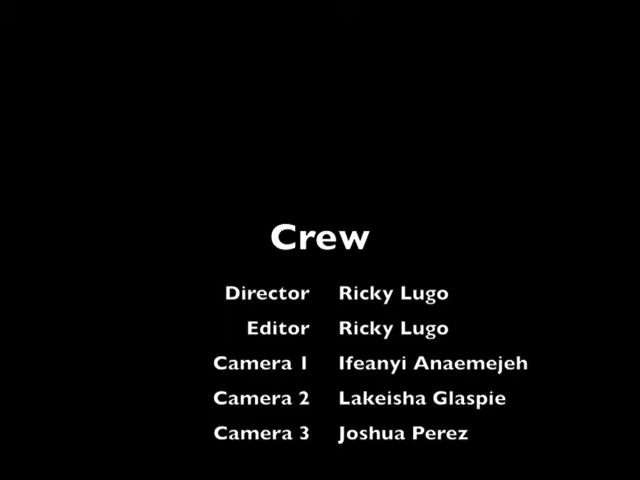 Crew
Director Ricky Lugo
Editor Ricky Lugo
Camera 1 Ifeanyi Anaemejeh
Camera 2 Lakeisha Glaspie
Camera 3 Joshua Perez